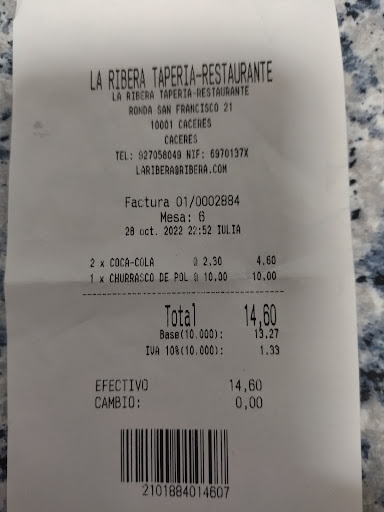 LA RIBERA TAPERIA-RESTAURANTE
LA RIBERA TAPERIA-RESTAURANTE
RONDA SAN FRANCISCO 21
10001 CACERES
CACERES
TEL: 927058049 NIF: 6970137X
LARIBERA@RIBERA.COM
Factura 01/0002884
Mesa: 6
28 oct. 2022 22:52 IULIA
2 x COCA-COLA @ 2,30 4,60
1 x CHURRASCO DE POL @ 10,00 10,00
Total 14,60
Base(10.000): 13.27
IVA 10%(10.000): 1.33
EFECTIVO 14,60
CAMBIO: 0,00
2101884014607